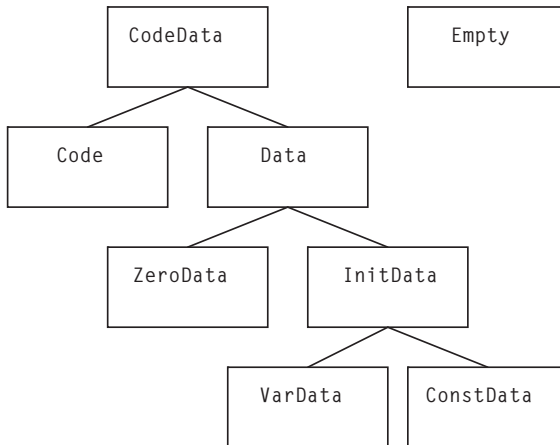 CodeData Empty
Code Data
ZeroData InitData
VarData ConstData